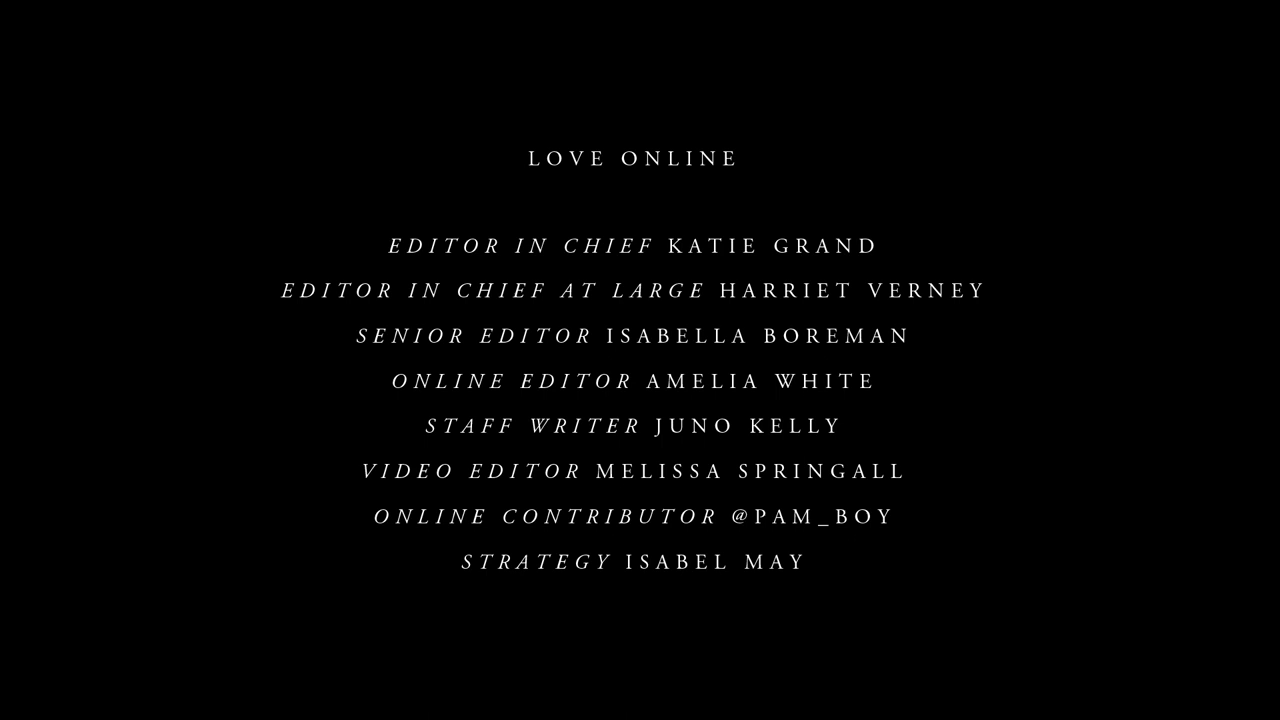 LOVE ONLINE
EDITOR IN CHIEF KATIE GRAND
EDITOR IN CHIEF AT LARGE HARRIET VERNEY
SENIOR EDITOR ISABELLA BOREMAN
ONLINE EDITOR AMELIA WHITE
STAFF WRITER JUNO KELLY
VIDEO EDITOR MELISSA SPRINGALL
ONLINE CONTRIBUTOR @PAM_BOY
STRATEGY ISABEL MAY